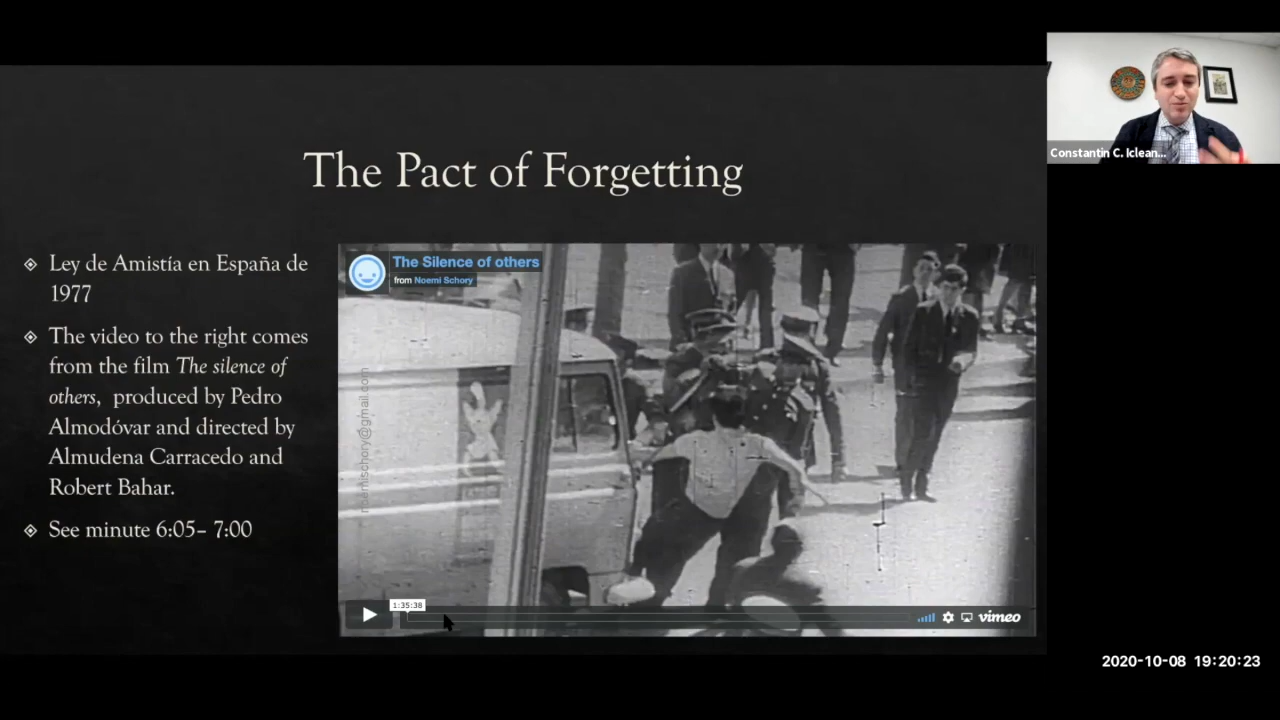 The Pact of Forgetting
Constantin C. Iclean...
Ley de Amistía en España de
1977
The video to the right comes
from the film The silence of
others, produced by Pedro
Almodóvar and directed by
Almudena Carracedo and
Robert Bahar.
See minute 6:05– 7:00
The Silence of others
from Noemi Schory
noemischory@gmail.com
1:35:38
vimeo
2020-10-08 19:20:23